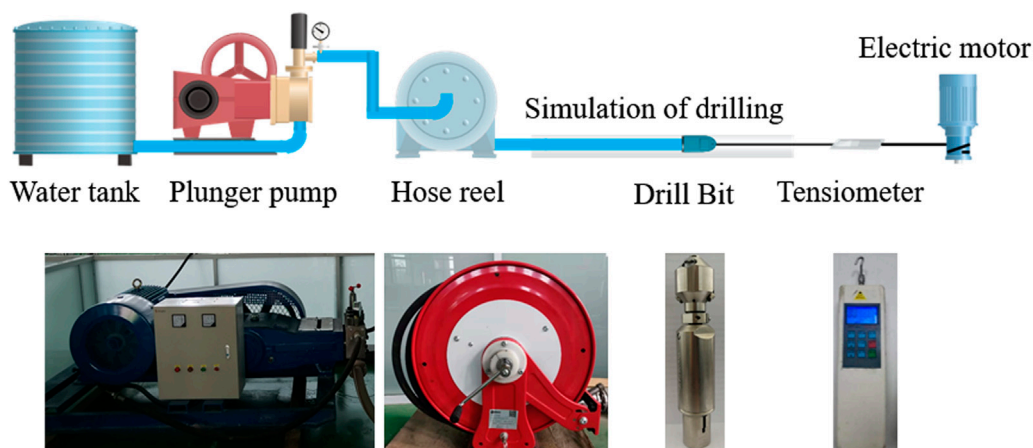 Electric motor
Simulation of drilling
Water tank
Plunger pump
Hose reel
Drill Bit
Tensiometer